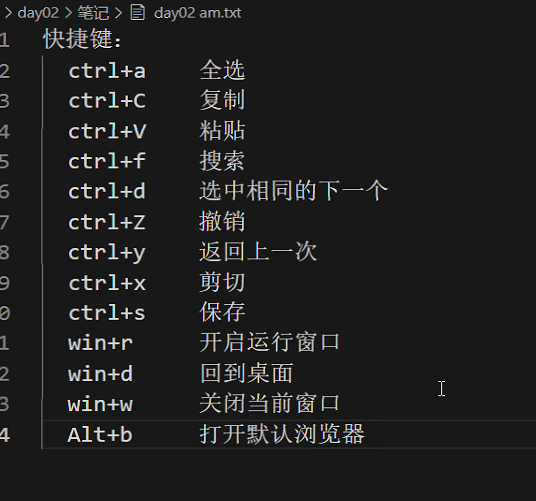 > day02 > 笔记 > day02 am.txt
1 快捷键：
2 ctrl+a 全选
3 ctrl+C 复制
4 ctrl+V 粘贴
5 ctrl+f 搜索
6 ctrl+d 选中相同的下一个
7 ctrl+Z 撤销
8 ctrl+y 返回上一次
9 ctrl+x 剪切
0 ctrl+s 保存
1 win+r 开启运行窗口
2 win+d 回到桌面
3 win+w 关闭当前窗口
4 Alt+b 打开默认浏览器